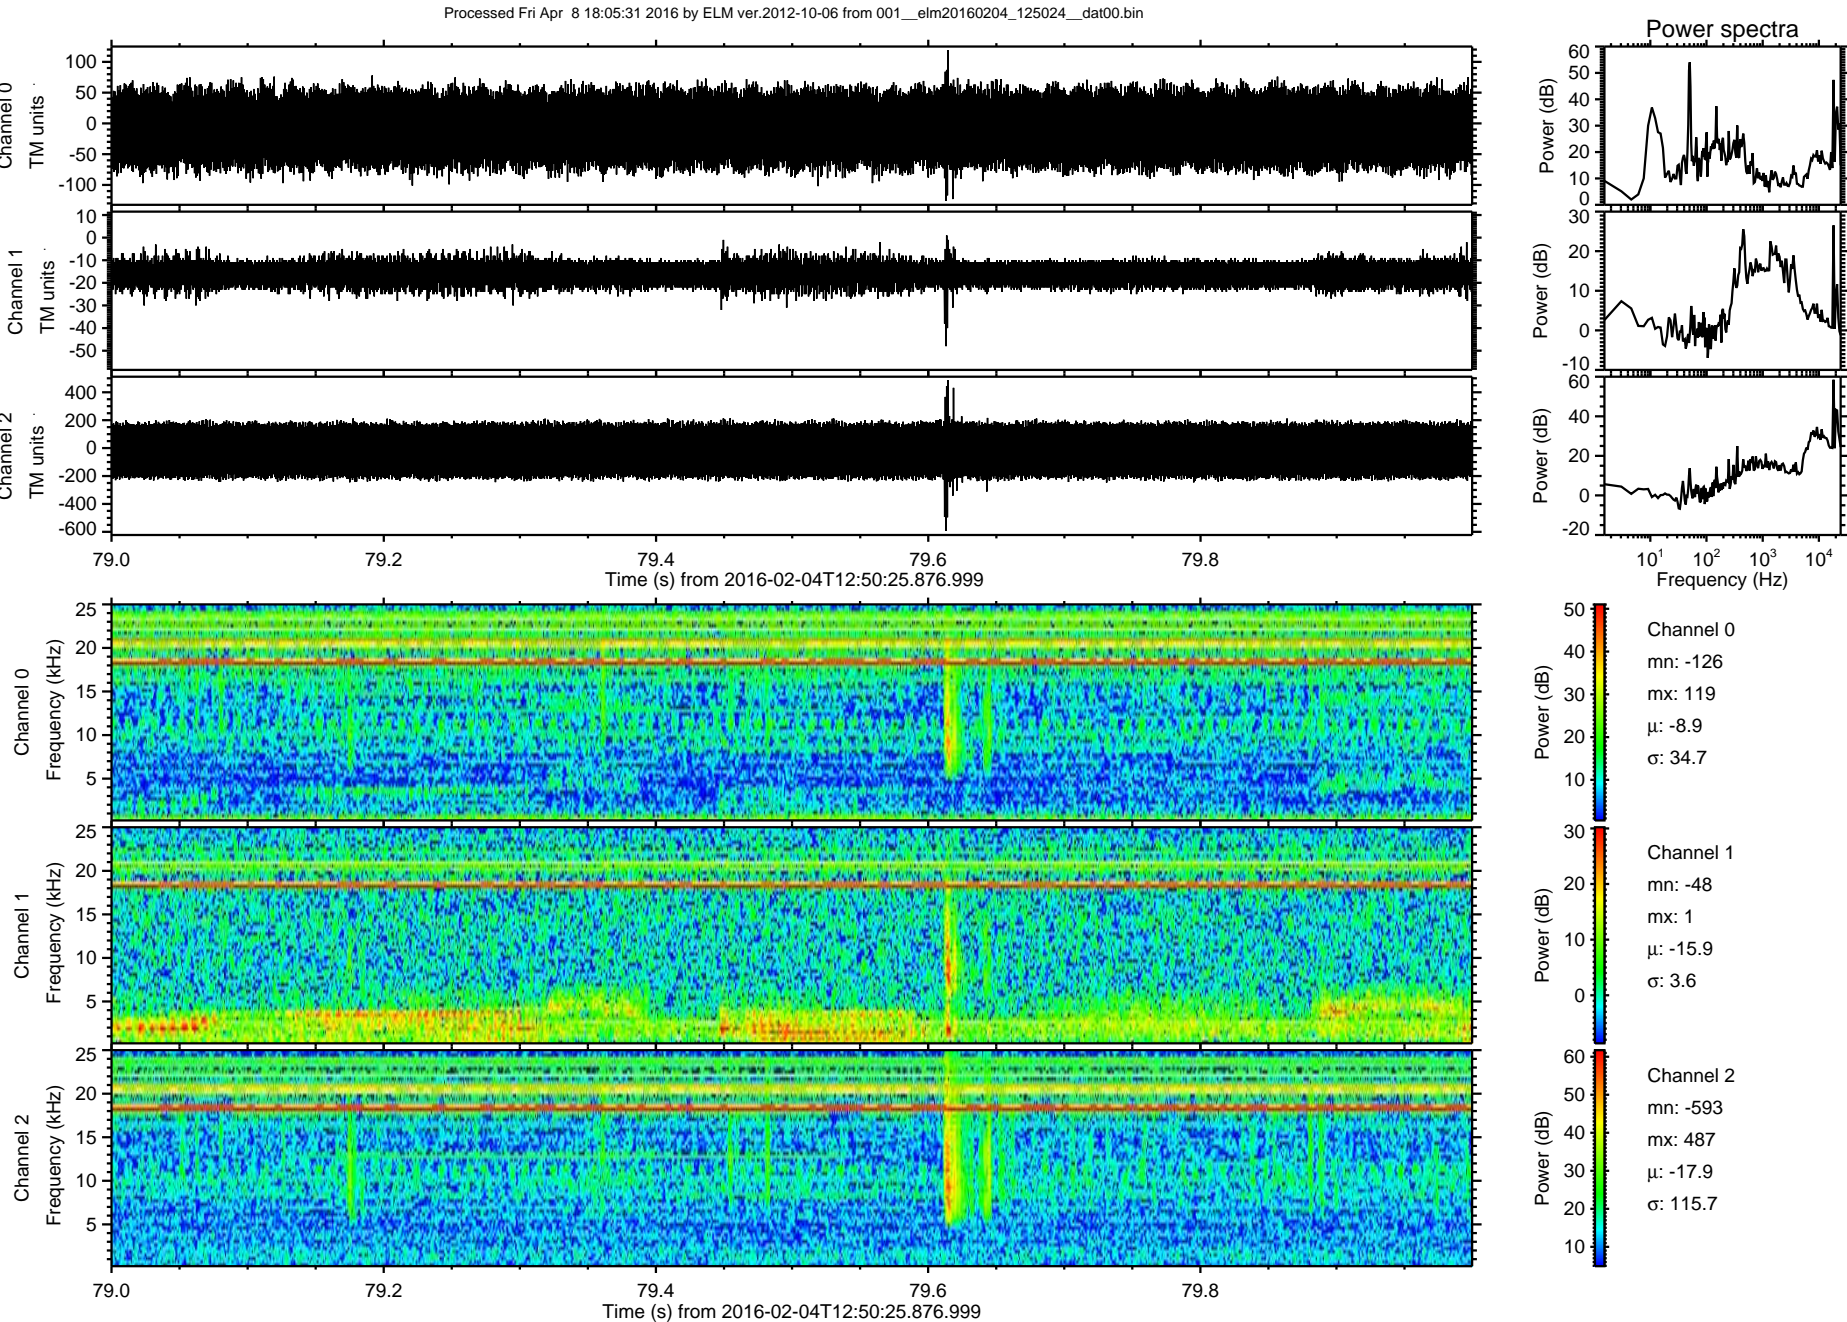 Processed Fri Apr  8 18:05:31 2016 by ELM ver.2012-10-06 from 001__elm20160204_125024__dat00.bin
Power spectra
Channel 0
TM units
100
50
0
-50
-100
Power (dB)
60
50
40
30
20
10
0
Channel 1
TM units
10
0
-10
-20
-30
-40
-50
Power (dB)
30
20
10
0
-10
Channel 2
TM units
400
200
0
-200
-400
-600
Power (dB)
60
40
20
0
-20
79.0 79.2 79.4 79.6 79.8
Time (s) from 2016-02-04T12:50:25.876.999
10¹ 10² 10³ 10⁴
Frequency (Hz)
Channel 0
Frequency (kHz)
25
20
15
10
5
Power (dB)
50
40
30
20
10
Channel 0
mn: -126
mx: 119
μ: -8.9
σ: 34.7
Channel 1
Frequency (kHz)
25
20
15
10
5
Power (dB)
30
20
10
0
Channel 1
mn: -48
mx: 1
μ: -15.9
σ: 3.6
Channel 2
Frequency (kHz)
25
20
15
10
5
Power (dB)
60
50
40
30
20
10
Channel 2
mn: -593
mx: 487
μ: -17.9
σ: 115.7
79.0 79.2 79.4 79.6 79.8
Time (s) from 2016-02-04T12:50:25.876.999